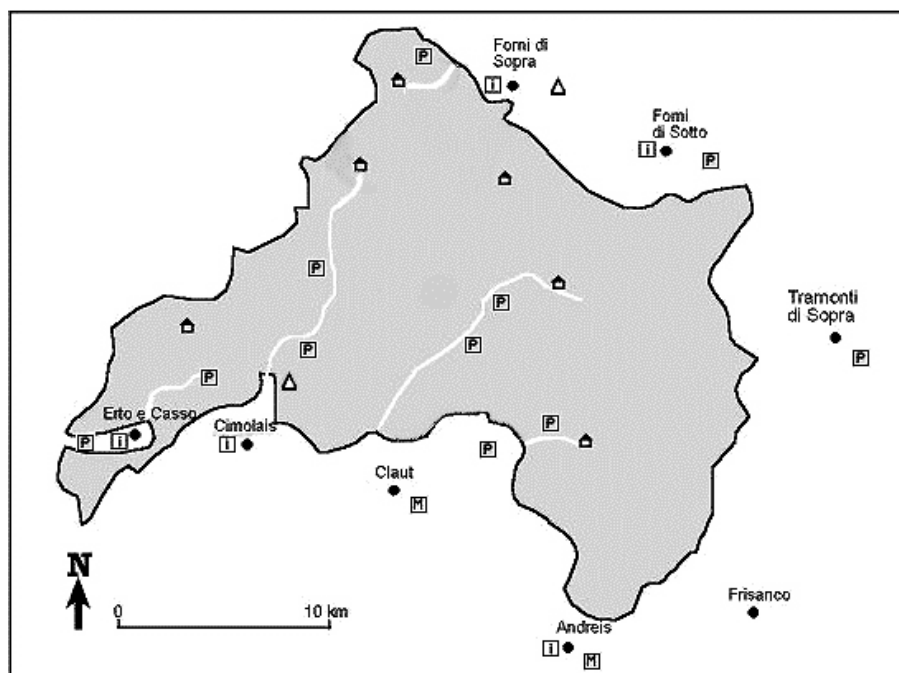 P
Forni di
Sopra
i
Forni
di Sotto
i
P
P
P
Tramonti
di Sopra
P
P
P
P
P
Erto e Casso
P
i
Cimolais
i
P
P
Claut
M
N
0 10 km
Frisanco
Andreis
i
M